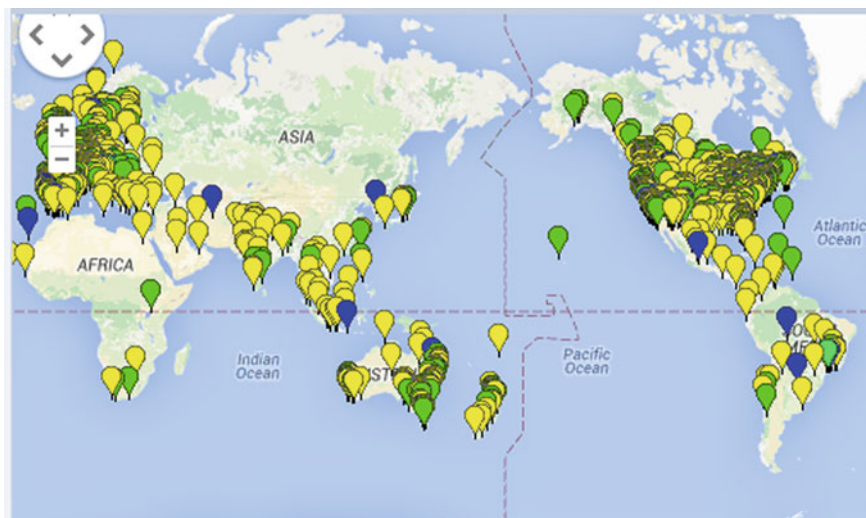 ASIA
Atlantic
Ocean
AFRICA
Indian
Ocean
Pacific
Ocean